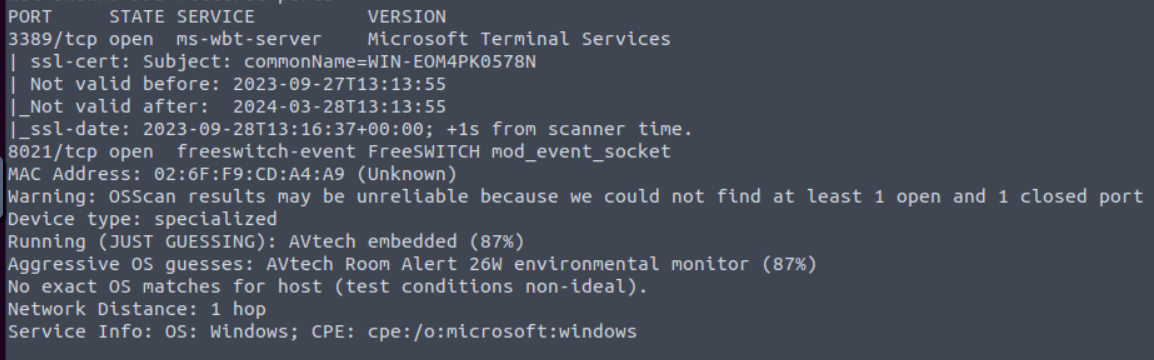 PORT     STATE SERVICE          VERSION
3389/tcp open  ms-wbt-server    Microsoft Terminal Services
| ssl-cert: Subject: commonName=WIN-EOM4PK0578N
| Not valid before: 2023-09-27T13:13:55
|_Not valid after:  2024-03-28T13:13:55
|_ssl-date: 2023-09-28T13:16:37+00:00; +1s from scanner time.
8021/tcp open  freeswitch-event FreeSWITCH mod_event_socket
MAC Address: 02:6F:F9:CD:A4:A9 (Unknown)
Warning: OSScan results may be unreliable because we could not find at least 1 open and 1 closed port
Device type: specialized
Running (JUST GUESSING): AVtech embedded (87%)
Aggressive OS guesses: AVtech Room Alert 26W environmental monitor (87%)
No exact OS matches for host (test conditions non-ideal).
Network Distance: 1 hop
Service Info: OS: Windows; CPE: cpe:/o:microsoft:windows